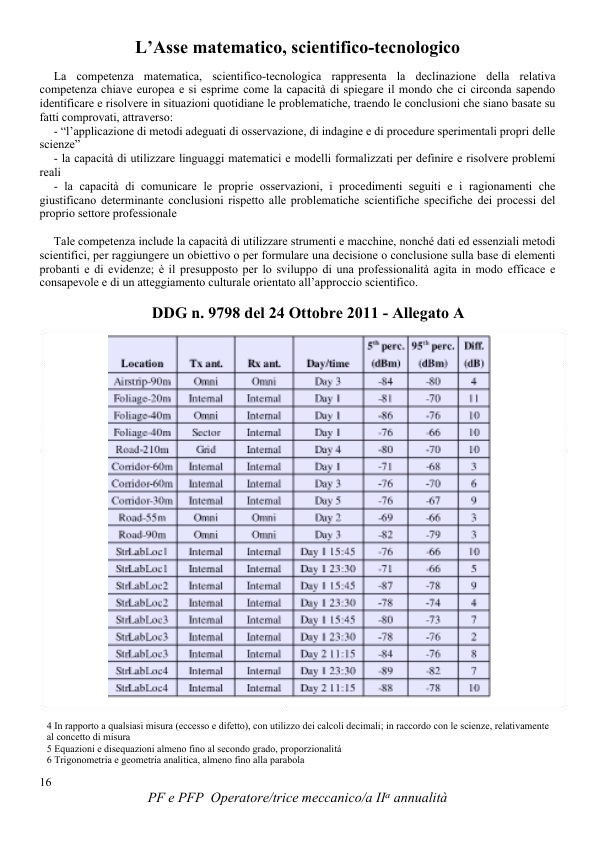 L’Asse matematico, scientifico-tecnologico
La competenza matematica, scientifico-tecnologica rappresenta la declinazione della relativa
competenza chiave europea e si esprime come la capacità di spiegare il mondo che ci circonda sapendo
identificare e risolvere in situazioni quotidiane le problematiche, traendo le conclusioni che siano basate su
fatti comprovati, attraverso:
- “l’applicazione di metodi adeguati di osservazione, di indagine e di procedure sperimentali propri delle
scienze”
- la capacità di utilizzare linguaggi matematici e modelli formalizzati per definire e risolvere problemi
reali
- la capacità di comunicare le proprie osservazioni, i procedimenti seguiti e i ragionamenti che
giustificano determinante conclusioni rispetto alle problematiche scientifiche specifiche dei processi del
proprio settore professionale
Tale competenza include la capacità di utilizzare strumenti e macchine, nonché dati ed essenziali metodi
scientifici, per raggiungere un obiettivo o per formulare una decisione o conclusione sulla base di elementi
probanti e di evidenze; è il presupposto per lo sviluppo di una professionalità agita in modo efficace e
consapevole e di un atteggiamento culturale orientato all’approccio scientifico.
DDG n. 9798 del 24 Ottobre 2011 - Allegato A
5th perc. 95th perc. Diff.
Location Tx ant. Rx ant. Day/time (dBm) (dBm) (dB)
Airstrip-90m Omni Omni Day 3 -84 -80 4
Foliage-20m Internal Internal Day 1 -81 -70 11
Foliage-40m Omni Internal Day 1 -86 -76 10
Foliage-40m Sector Internal Day 1 -76 -66 10
Road-210m Grid Internal Day 4 -80 -70 10
Corridor-60m Internal Internal Day 1 -71 -68 3
Corridor-60m Internal Internal Day 3 -76 -70 6
Corridor-30m Internal Internal Day 5 -76 -67 9
Road-55m Omni Omni Day 2 -69 -66 3
Road-90m Omni Omni Day 3 -82 -79 3
StrLabLoc1 Internal Internal Day 1 15:45 -76 -66 10
StrLabLoc1 Internal Internal Day 1 23:30 -71 -66 5
StrLabLoc2 Internal Internal Day 1 15:45 -87 -78 9
StrLabLoc2 Internal Internal Day 1 23:30 -78 -74 4
StrLabLoc3 Internal Internal Day 1 15:45 -80 -73 7
StrLabLoc3 Internal Internal Day 1 23:30 -78 -76 2
StrLabLoc3 Internal Internal Day 2 11:15 -84 -76 8
StrLabLoc4 Internal Internal Day 1 23:30 -89 -82 7
StrLabLoc4 Internal Internal Day 2 11:15 -88 -78 10
4 In rapporto a qualsiasi misura (eccesso e difetto), con utilizzo dei calcoli decimali; in raccordo con le scienze, relativamente
al concetto di misura
5 Equazioni e disequazioni almeno fino al secondo grado, proporzionalità
6 Trigonometria e geometria analitica, almeno fino alla parabola
16
PF e PFP Operatore/trice meccanico/a IIª annualità